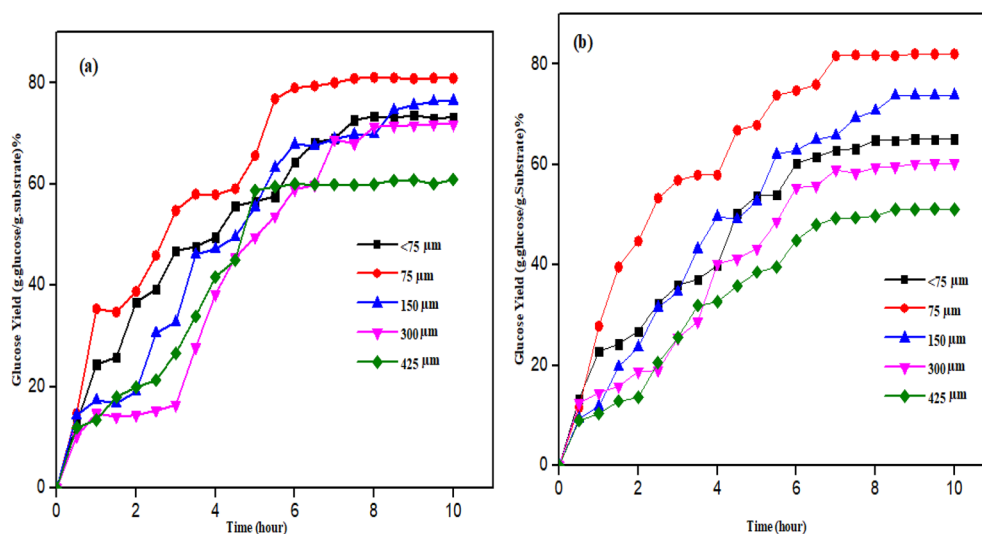 (a)
Glucose Yield (g.glucose/g.substrate)%
80
60
40
20
0
<75 µm
75 µm
150 µm
300 µm
425 µm
0 2 4 6 8 10
Time (hour)
(b)
Glucose Yield (g.glucose/g.Substrate)%
80
60
40
20
0
<75 µm
75 µm
150 µm
300 µm
425 µm
0 2 4 6 8 10
Time (hour)